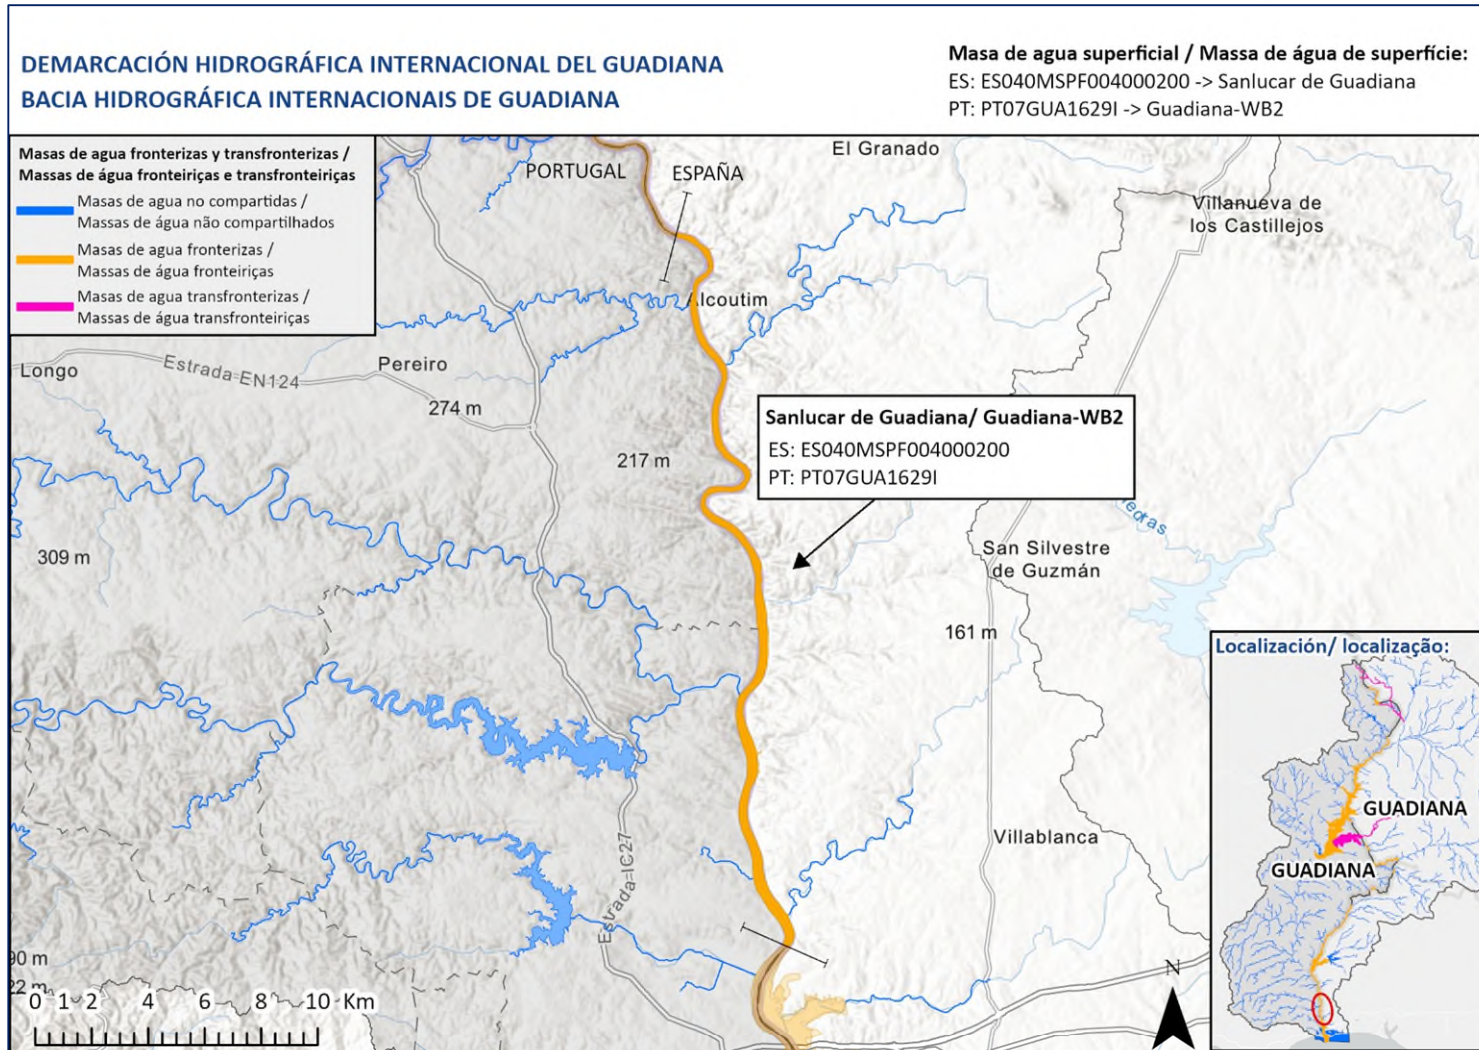 DEMARCACIÓN HIDROGRÁFICA INTERNACIONAL DEL GUADIANA
BACIA HIDROGRÁFICA INTERNACIONAIS DE GUADIANA
Masa de agua superficial / Massa de água de superfície:
ES: ES040MSPF004000200 -> Sanlucar de Guadiana
PT: PT07GUA1629I -> Guadiana-WB2
Masas de agua fronterizas y transfronterizas /
Massas de água fronteiriças e transfronteiriças
Masas de agua no compartidas /
Massas de água não compartilhados
Masas de agua fronterizas /
Massas de água fronteiriças
Masas de agua transfronterizas /
Massas de água transfronteiriças
PORTUGAL
ESPAÑA
El Granado
Villanueva de
los Castillejos
Alcoutim
Longo
Estrada EN124
Pereiro
274 m
217 m
Sanlucar de Guadiana/ Guadiana-WB2
ES: ES040MSPF004000200
PT: PT07GUA1629I
309 m
San Silvestre
de Guzmán
161 m
Villablanca
Estrada IC27
90 m
22 m
0 1 2 4 6 8 10 Km
N
Localización/ localização:
GUADIANA
GUADIANA